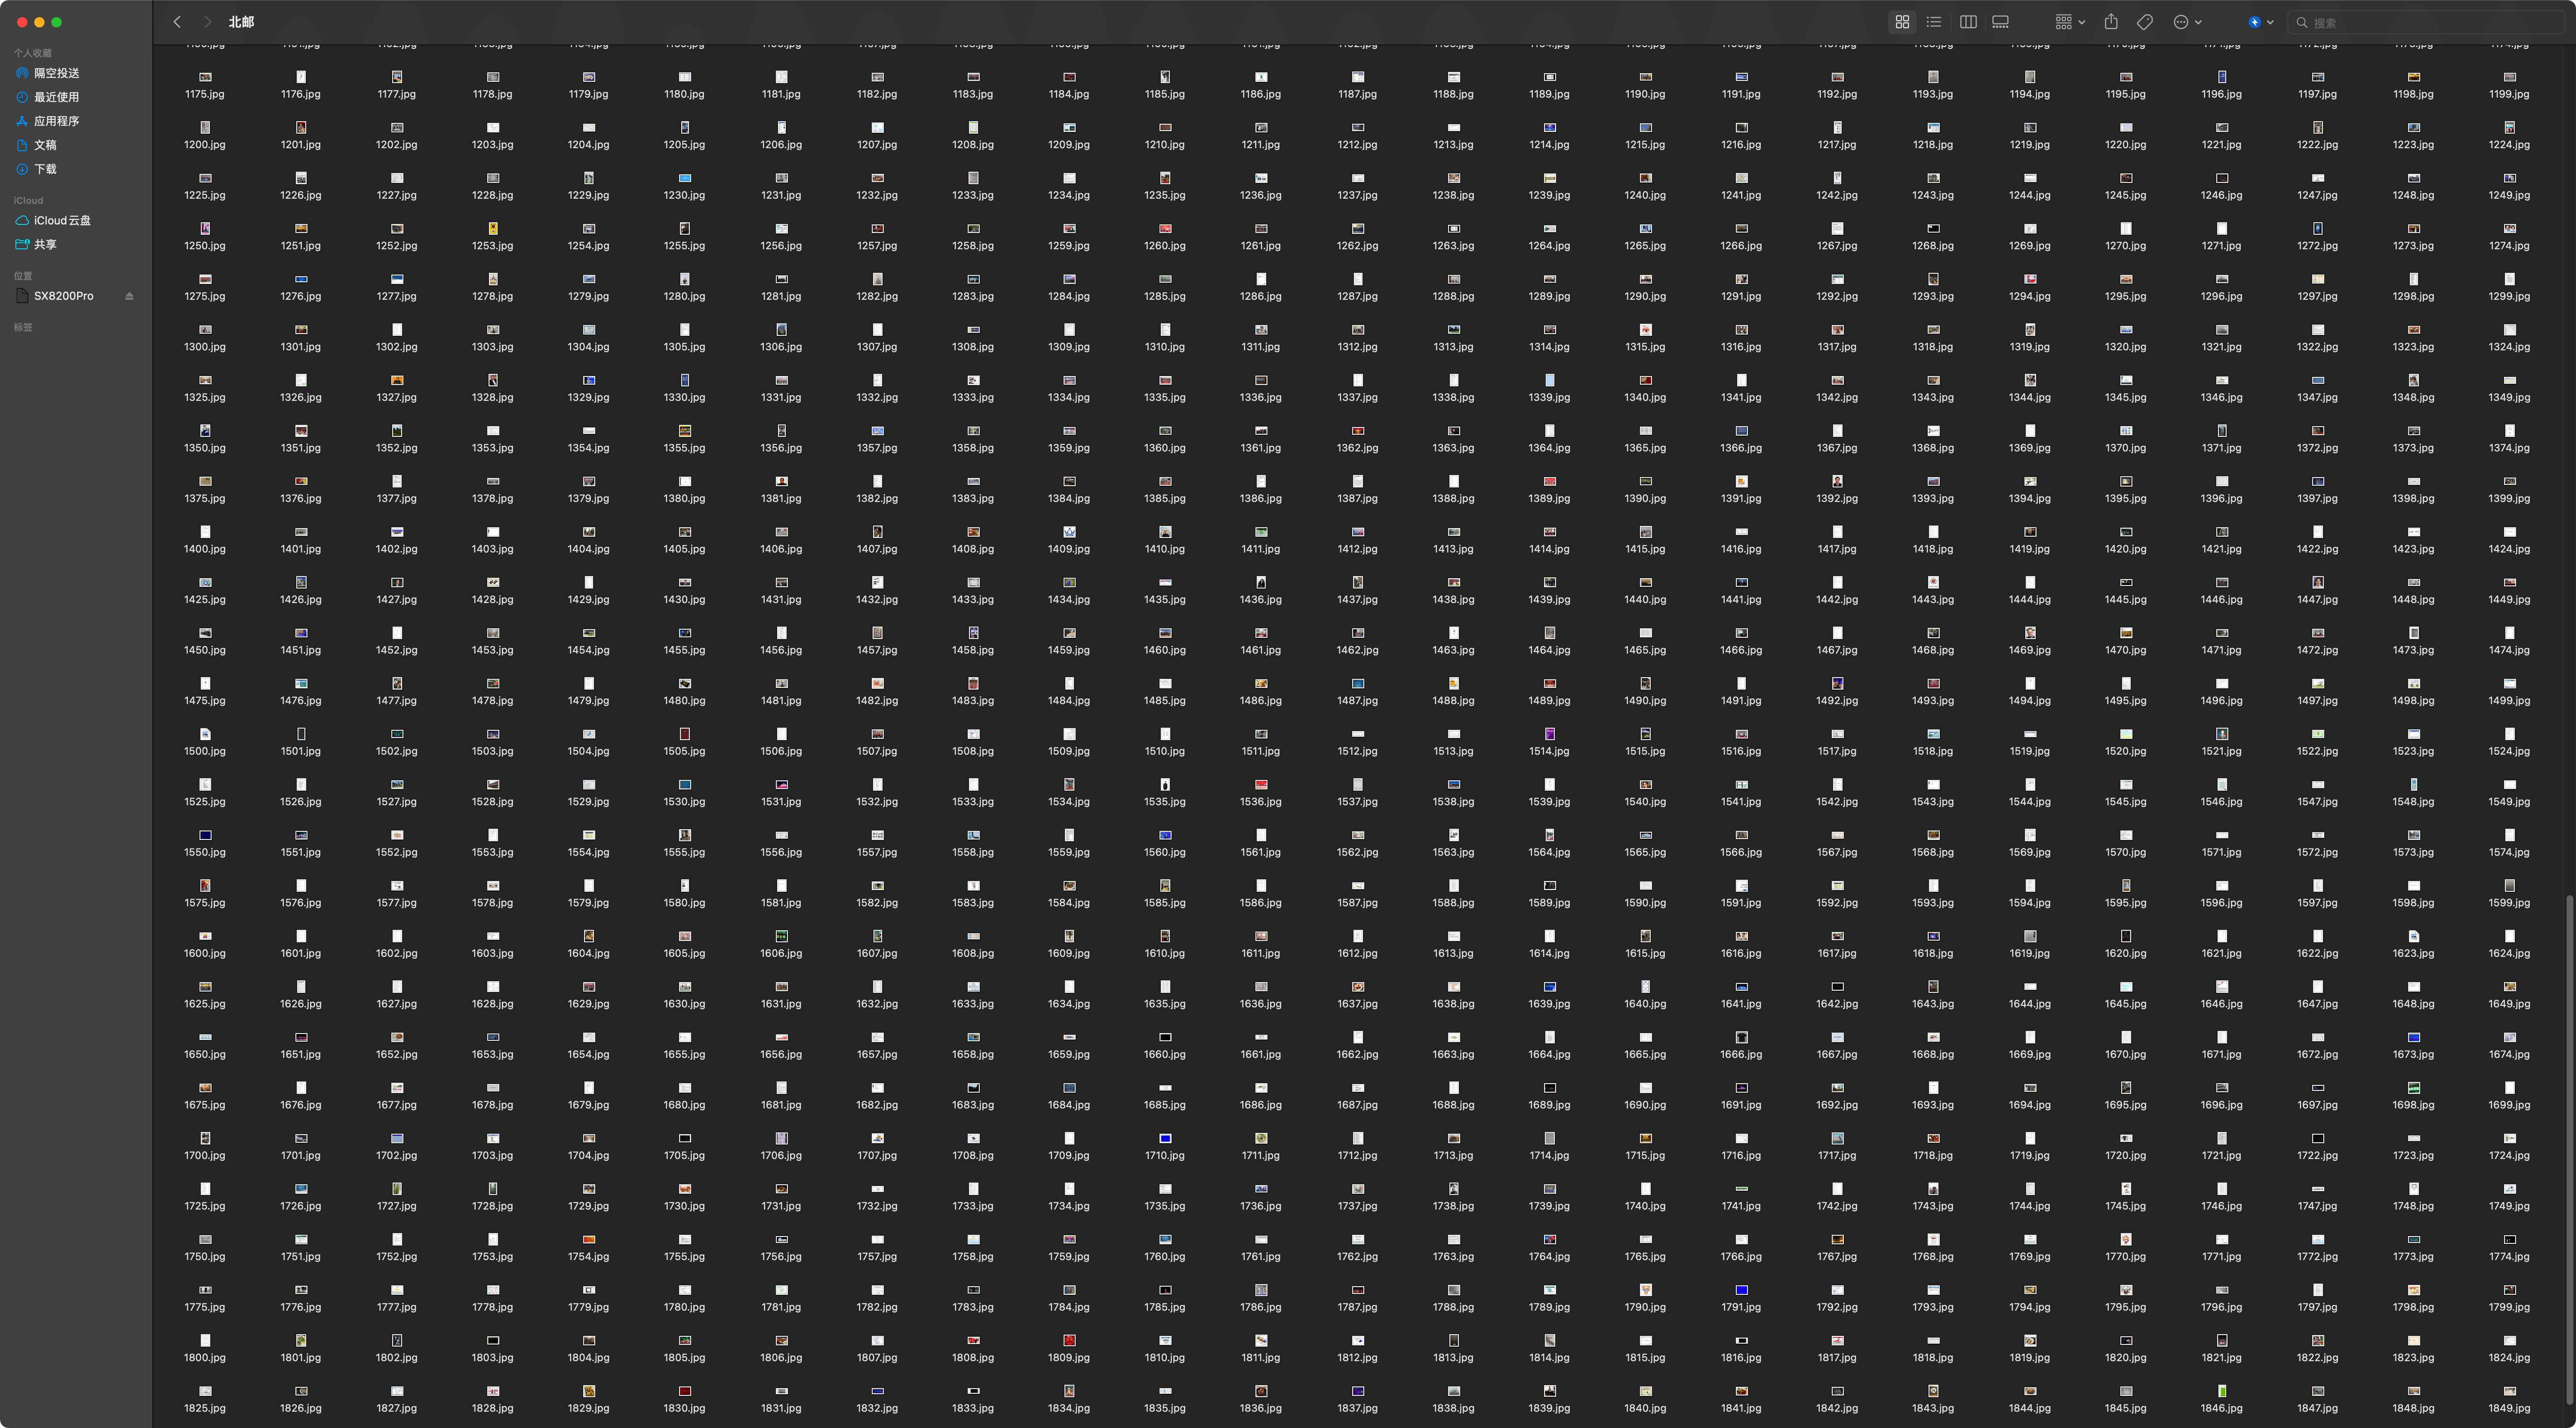 北邮
搜索
个人收藏
隔空投送
最近使用
应用程序
文稿
下载
iCloud
iCloud云盘
共享
位置
SX8200Pro
标签
1175.jpg 1176.jpg 1177.jpg 1178.jpg 1179.jpg 1180.jpg 1181.jpg 1182.jpg 1183.jpg 1184.jpg 1185.jpg 1186.jpg 1187.jpg 1188.jpg 1189.jpg 1190.jpg 1191.jpg 1192.jpg 1193.jpg 1194.jpg 1195.jpg 1196.jpg 1197.jpg 1198.jpg 1199.jpg
1200.jpg 1201.jpg 1202.jpg 1203.jpg 1204.jpg 1205.jpg 1206.jpg 1207.jpg 1208.jpg 1209.jpg 1210.jpg 1211.jpg 1212.jpg 1213.jpg 1214.jpg 1215.jpg 1216.jpg 1217.jpg 1218.jpg 1219.jpg 1220.jpg 1221.jpg 1222.jpg 1223.jpg 1224.jpg
1225.jpg 1226.jpg 1227.jpg 1228.jpg 1229.jpg 1230.jpg 1231.jpg 1232.jpg 1233.jpg 1234.jpg 1235.jpg 1236.jpg 1237.jpg 1238.jpg 1239.jpg 1240.jpg 1241.jpg 1242.jpg 1243.jpg 1244.jpg 1245.jpg 1246.jpg 1247.jpg 1248.jpg 1249.jpg
1250.jpg 1251.jpg 1252.jpg 1253.jpg 1254.jpg 1255.jpg 1256.jpg 1257.jpg 1258.jpg 1259.jpg 1260.jpg 1261.jpg 1262.jpg 1263.jpg 1264.jpg 1265.jpg 1266.jpg 1267.jpg 1268.jpg 1269.jpg 1270.jpg 1271.jpg 1272.jpg 1273.jpg 1274.jpg
1275.jpg 1276.jpg 1277.jpg 1278.jpg 1279.jpg 1280.jpg 1281.jpg 1282.jpg 1283.jpg 1284.jpg 1285.jpg 1286.jpg 1287.jpg 1288.jpg 1289.jpg 1290.jpg 1291.jpg 1292.jpg 1293.jpg 1294.jpg 1295.jpg 1296.jpg 1297.jpg 1298.jpg 1299.jpg
1300.jpg 1301.jpg 1302.jpg 1303.jpg 1304.jpg 1305.jpg 1306.jpg 1307.jpg 1308.jpg 1309.jpg 1310.jpg 1311.jpg 1312.jpg 1313.jpg 1314.jpg 1315.jpg 1316.jpg 1317.jpg 1318.jpg 1319.jpg 1320.jpg 1321.jpg 1322.jpg 1323.jpg 1324.jpg
1325.jpg 1326.jpg 1327.jpg 1328.jpg 1329.jpg 1330.jpg 1331.jpg 1332.jpg 1333.jpg 1334.jpg 1335.jpg 1336.jpg 1337.jpg 1338.jpg 1339.jpg 1340.jpg 1341.jpg 1342.jpg 1343.jpg 1344.jpg 1345.jpg 1346.jpg 1347.jpg 1348.jpg 1349.jpg
1350.jpg 1351.jpg 1352.jpg 1353.jpg 1354.jpg 1355.jpg 1356.jpg 1357.jpg 1358.jpg 1359.jpg 1360.jpg 1361.jpg 1362.jpg 1363.jpg 1364.jpg 1365.jpg 1366.jpg 1367.jpg 1368.jpg 1369.jpg 1370.jpg 1371.jpg 1372.jpg 1373.jpg 1374.jpg
1375.jpg 1376.jpg 1377.jpg 1378.jpg 1379.jpg 1380.jpg 1381.jpg 1382.jpg 1383.jpg 1384.jpg 1385.jpg 1386.jpg 1387.jpg 1388.jpg 1389.jpg 1390.jpg 1391.jpg 1392.jpg 1393.jpg 1394.jpg 1395.jpg 1396.jpg 1397.jpg 1398.jpg 1399.jpg
1400.jpg 1401.jpg 1402.jpg 1403.jpg 1404.jpg 1405.jpg 1406.jpg 1407.jpg 1408.jpg 1409.jpg 1410.jpg 1411.jpg 1412.jpg 1413.jpg 1414.jpg 1415.jpg 1416.jpg 1417.jpg 1418.jpg 1419.jpg 1420.jpg 1421.jpg 1422.jpg 1423.jpg 1424.jpg
1425.jpg 1426.jpg 1427.jpg 1428.jpg 1429.jpg 1430.jpg 1431.jpg 1432.jpg 1433.jpg 1434.jpg 1435.jpg 1436.jpg 1437.jpg 1438.jpg 1439.jpg 1440.jpg 1441.jpg 1442.jpg 1443.jpg 1444.jpg 1445.jpg 1446.jpg 1447.jpg 1448.jpg 1449.jpg
1450.jpg 1451.jpg 1452.jpg 1453.jpg 1454.jpg 1455.jpg 1456.jpg 1457.jpg 1458.jpg 1459.jpg 1460.jpg 1461.jpg 1462.jpg 1463.jpg 1464.jpg 1465.jpg 1466.jpg 1467.jpg 1468.jpg 1469.jpg 1470.jpg 1471.jpg 1472.jpg 1473.jpg 1474.jpg
1475.jpg 1476.jpg 1477.jpg 1478.jpg 1479.jpg 1480.jpg 1481.jpg 1482.jpg 1483.jpg 1484.jpg 1485.jpg 1486.jpg 1487.jpg 1488.jpg 1489.jpg 1490.jpg 1491.jpg 1492.jpg 1493.jpg 1494.jpg 1495.jpg 1496.jpg 1497.jpg 1498.jpg 1499.jpg
1500.jpg 1501.jpg 1502.jpg 1503.jpg 1504.jpg 1505.jpg 1506.jpg 1507.jpg 1508.jpg 1509.jpg 1510.jpg 1511.jpg 1512.jpg 1513.jpg 1514.jpg 1515.jpg 1516.jpg 1517.jpg 1518.jpg 1519.jpg 1520.jpg 1521.jpg 1522.jpg 1523.jpg 1524.jpg
1525.jpg 1526.jpg 1527.jpg 1528.jpg 1529.jpg 1530.jpg 1531.jpg 1532.jpg 1533.jpg 1534.jpg 1535.jpg 1536.jpg 1537.jpg 1538.jpg 1539.jpg 1540.jpg 1541.jpg 1542.jpg 1543.jpg 1544.jpg 1545.jpg 1546.jpg 1547.jpg 1548.jpg 1549.jpg
1550.jpg 1551.jpg 1552.jpg 1553.jpg 1554.jpg 1555.jpg 1556.jpg 1557.jpg 1558.jpg 1559.jpg 1560.jpg 1561.jpg 1562.jpg 1563.jpg 1564.jpg 1565.jpg 1566.jpg 1567.jpg 1568.jpg 1569.jpg 1570.jpg 1571.jpg 1572.jpg 1573.jpg 1574.jpg
1575.jpg 1576.jpg 1577.jpg 1578.jpg 1579.jpg 1580.jpg 1581.jpg 1582.jpg 1583.jpg 1584.jpg 1585.jpg 1586.jpg 1587.jpg 1588.jpg 1589.jpg 1590.jpg 1591.jpg 1592.jpg 1593.jpg 1594.jpg 1595.jpg 1596.jpg 1597.jpg 1598.jpg 1599.jpg
1600.jpg 1601.jpg 1602.jpg 1603.jpg 1604.jpg 1605.jpg 1606.jpg 1607.jpg 1608.jpg 1609.jpg 1610.jpg 1611.jpg 1612.jpg 1613.jpg 1614.jpg 1615.jpg 1616.jpg 1617.jpg 1618.jpg 1619.jpg 1620.jpg 1621.jpg 1622.jpg 1623.jpg 1624.jpg
1625.jpg 1626.jpg 1627.jpg 1628.jpg 1629.jpg 1630.jpg 1631.jpg 1632.jpg 1633.jpg 1634.jpg 1635.jpg 1636.jpg 1637.jpg 1638.jpg 1639.jpg 1640.jpg 1641.jpg 1642.jpg 1643.jpg 1644.jpg 1645.jpg 1646.jpg 1647.jpg 1648.jpg 1649.jpg
1650.jpg 1651.jpg 1652.jpg 1653.jpg 1654.jpg 1655.jpg 1656.jpg 1657.jpg 1658.jpg 1659.jpg 1660.jpg 1661.jpg 1662.jpg 1663.jpg 1664.jpg 1665.jpg 1666.jpg 1667.jpg 1668.jpg 1669.jpg 1670.jpg 1671.jpg 1672.jpg 1673.jpg 1674.jpg
1675.jpg 1676.jpg 1677.jpg 1678.jpg 1679.jpg 1680.jpg 1681.jpg 1682.jpg 1683.jpg 1684.jpg 1685.jpg 1686.jpg 1687.jpg 1688.jpg 1689.jpg 1690.jpg 1691.jpg 1692.jpg 1693.jpg 1694.jpg 1695.jpg 1696.jpg 1697.jpg 1698.jpg 1699.jpg
1700.jpg 1701.jpg 1702.jpg 1703.jpg 1704.jpg 1705.jpg 1706.jpg 1707.jpg 1708.jpg 1709.jpg 1710.jpg 1711.jpg 1712.jpg 1713.jpg 1714.jpg 1715.jpg 1716.jpg 1717.jpg 1718.jpg 1719.jpg 1720.jpg 1721.jpg 1722.jpg 1723.jpg 1724.jpg
1725.jpg 1726.jpg 1727.jpg 1728.jpg 1729.jpg 1730.jpg 1731.jpg 1732.jpg 1733.jpg 1734.jpg 1735.jpg 1736.jpg 1737.jpg 1738.jpg 1739.jpg 1740.jpg 1741.jpg 1742.jpg 1743.jpg 1744.jpg 1745.jpg 1746.jpg 1747.jpg 1748.jpg 1749.jpg
1750.jpg 1751.jpg 1752.jpg 1753.jpg 1754.jpg 1755.jpg 1756.jpg 1757.jpg 1758.jpg 1759.jpg 1760.jpg 1761.jpg 1762.jpg 1763.jpg 1764.jpg 1765.jpg 1766.jpg 1767.jpg 1768.jpg 1769.jpg 1770.jpg 1771.jpg 1772.jpg 1773.jpg 1774.jpg
1775.jpg 1776.jpg 1777.jpg 1778.jpg 1779.jpg 1780.jpg 1781.jpg 1782.jpg 1783.jpg 1784.jpg 1785.jpg 1786.jpg 1787.jpg 1788.jpg 1789.jpg 1790.jpg 1791.jpg 1792.jpg 1793.jpg 1794.jpg 1795.jpg 1796.jpg 1797.jpg 1798.jpg 1799.jpg
1800.jpg 1801.jpg 1802.jpg 1803.jpg 1804.jpg 1805.jpg 1806.jpg 1807.jpg 1808.jpg 1809.jpg 1810.jpg 1811.jpg 1812.jpg 1813.jpg 1814.jpg 1815.jpg 1816.jpg 1817.jpg 1818.jpg 1819.jpg 1820.jpg 1821.jpg 1822.jpg 1823.jpg 1824.jpg
1825.jpg 1826.jpg 1827.jpg 1828.jpg 1829.jpg 1830.jpg 1831.jpg 1832.jpg 1833.jpg 1834.jpg 1835.jpg 1836.jpg 1837.jpg 1838.jpg 1839.jpg 1840.jpg 1841.jpg 1842.jpg 1843.jpg 1844.jpg 1845.jpg 1846.jpg 1847.jpg 1848.jpg 1849.jpg